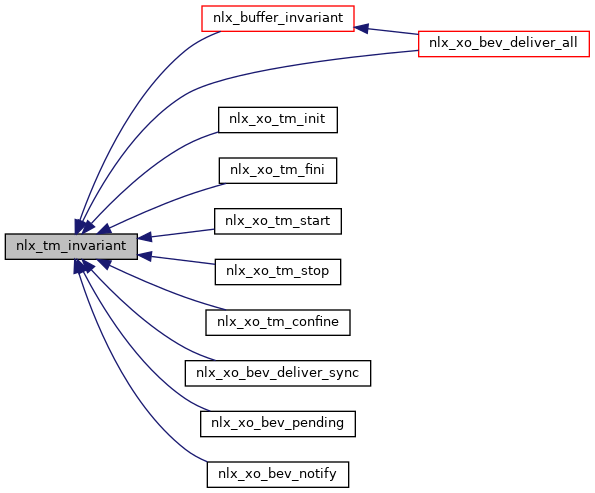 nlx_buffer_invariant
nlx_xo_bev_deliver_all
nlx_xo_tm_init
nlx_xo_tm_fini
nlx_xo_tm_start
nlx_tm_invariant
nlx_xo_tm_stop
nlx_xo_tm_confine
nlx_xo_bev_deliver_sync
nlx_xo_bev_pending
nlx_xo_bev_notify